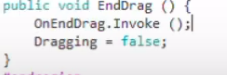 public void EndDrag () {
    OnEndDrag.Invoke ();
    Dragging = false;
}